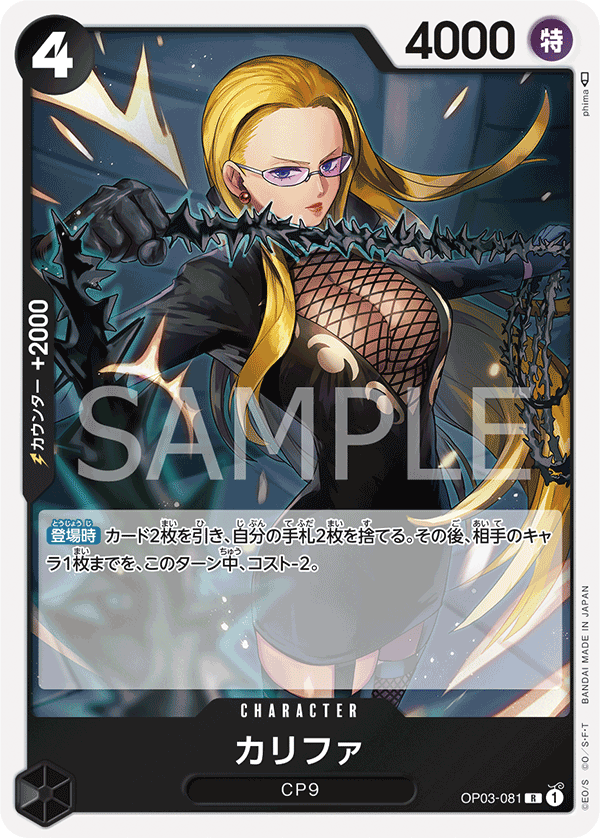 4
4000
特
phima
カウンター +2000
SAMPLE
登場時 カード2枚を引き、自分の手札2枚を捨てる。その後、相手のキャ
ラ1枚までを、このターン中、コスト-2。
CHARACTER
カリファ
CP9
OP03-081 R 1
©E.O/S ©O/S・F・T BANDAI MADE IN JAPAN